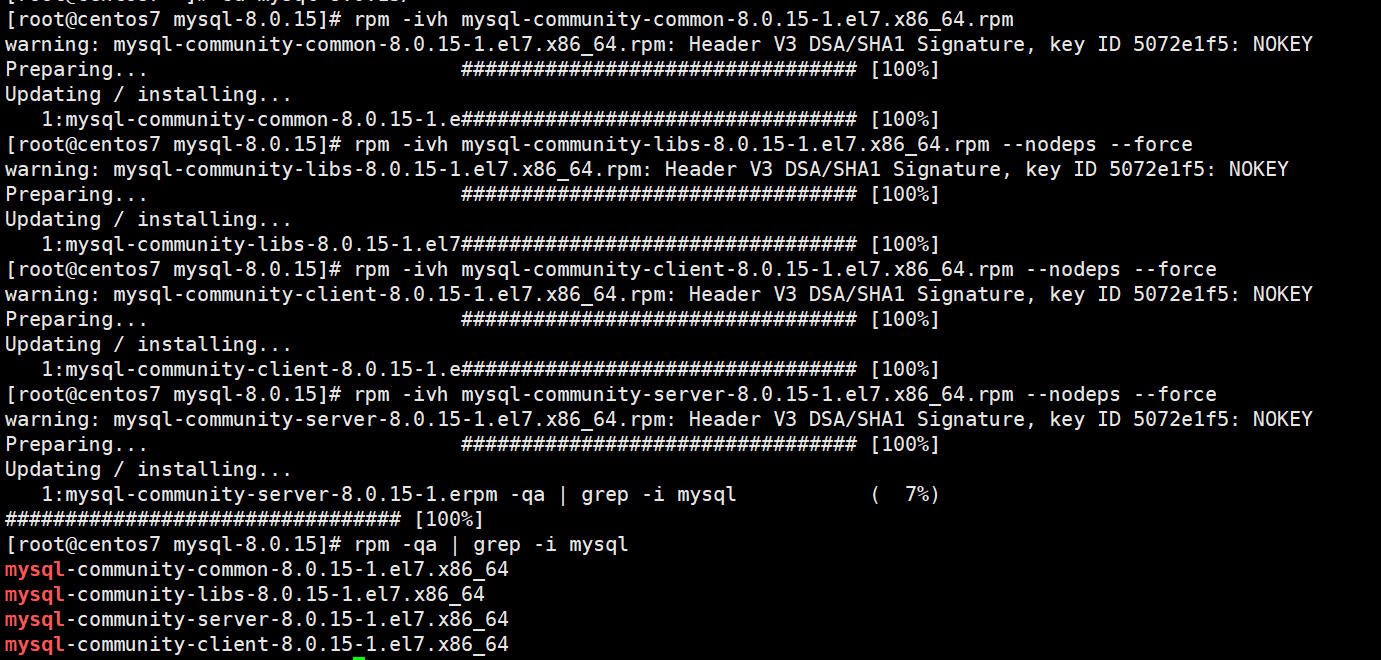 [root@centos7 mysql-8.0.15]# rpm -ivh mysql-community-common-8.0.15-1.el7.x86_64.rpm
warning: mysql-community-common-8.0.15-1.el7.x86_64.rpm: Header V3 DSA/SHA1 Signature, key ID 5072e1f5: NOKEY
Preparing...                          ################################# [100%]
Updating / installing...
   1:mysql-community-common-8.0.15-1.e################################# [100%]
[root@centos7 mysql-8.0.15]# rpm -ivh mysql-community-libs-8.0.15-1.el7.x86_64.rpm --nodeps --force
warning: mysql-community-libs-8.0.15-1.el7.x86_64.rpm: Header V3 DSA/SHA1 Signature, key ID 5072e1f5: NOKEY
Preparing...                          ################################# [100%]
Updating / installing...
   1:mysql-community-libs-8.0.15-1.el7################################# [100%]
[root@centos7 mysql-8.0.15]# rpm -ivh mysql-community-client-8.0.15-1.el7.x86_64.rpm --nodeps --force
warning: mysql-community-client-8.0.15-1.el7.x86_64.rpm: Header V3 DSA/SHA1 Signature, key ID 5072e1f5: NOKEY
Preparing...                          ################################# [100%]
Updating / installing...
   1:mysql-community-client-8.0.15-1.e################################# [100%]
[root@centos7 mysql-8.0.15]# rpm -ivh mysql-community-server-8.0.15-1.el7.x86_64.rpm --nodeps --force
warning: mysql-community-server-8.0.15-1.el7.x86_64.rpm: Header V3 DSA/SHA1 Signature, key ID 5072e1f5: NOKEY
Preparing...                          ################################# [100%]
Updating / installing...
   1:mysql-community-server-8.0.15-1.erpm -qa | grep -i mysql           (  7%)
################################# [100%]
[root@centos7 mysql-8.0.15]# rpm -qa | grep -i mysql
mysql-community-common-8.0.15-1.el7.x86_64
mysql-community-libs-8.0.15-1.el7.x86_64
mysql-community-server-8.0.15-1.el7.x86_64
mysql-community-client-8.0.15-1.el7.x86_64